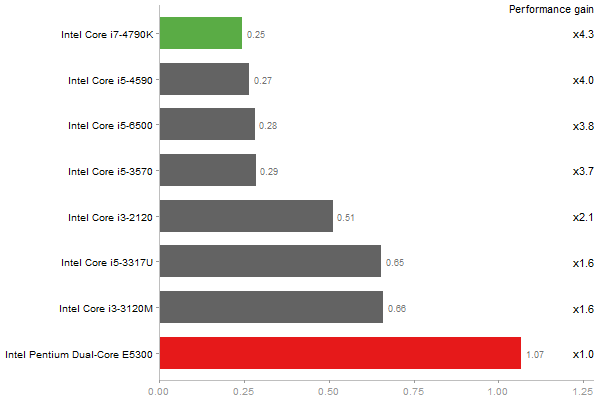 Performance gain
Intel Core i7-4790K 0.25 x4.3
Intel Core i5-4590 0.27 x4.0
Intel Core i5-6500 0.28 x3.8
Intel Core i5-3570 0.29 x3.7
Intel Core i3-2120 0.51 x2.1
Intel Core i5-3317U 0.65 x1.6
Intel Core i3-3120M 0.66 x1.6
Intel Pentium Dual-Core E5300 1.07 x1.0
0.00 0.25 0.50 0.75 1.00 1.25